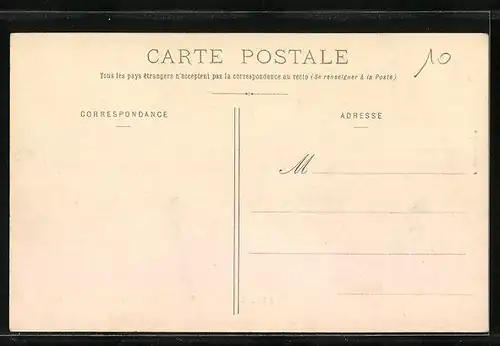 CARTE POSTALE
10
Tous les pays étrangers n'acceptent pas la correspondance au recto (Se renseigner à la Poste)
CORRESPONDANCE
ADRESSE
M